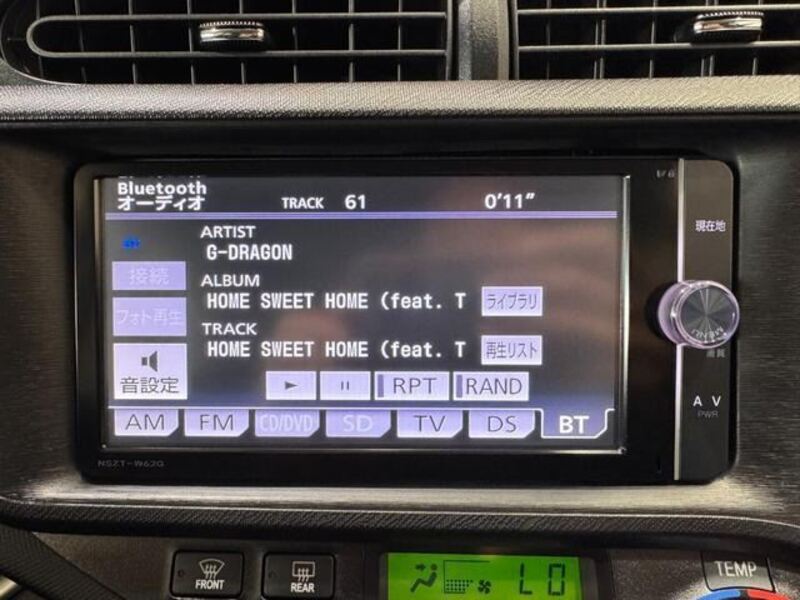 Bluetooth
オーディオ TRACK 61 0'11"
現在地
ARTIST
G-DRAGON
接続
ALBUM
HOME SWEET HOME (feat. T ライブラリ
フォト再生
MENU
TRACK
HOME SWEET HOME (feat. T 再生リスト
音設定
RPT RAND
A V
PWR
AM FM CD/DVD SD TV DS BT
NSZT-W62G
FRONT REAR LO TEMP